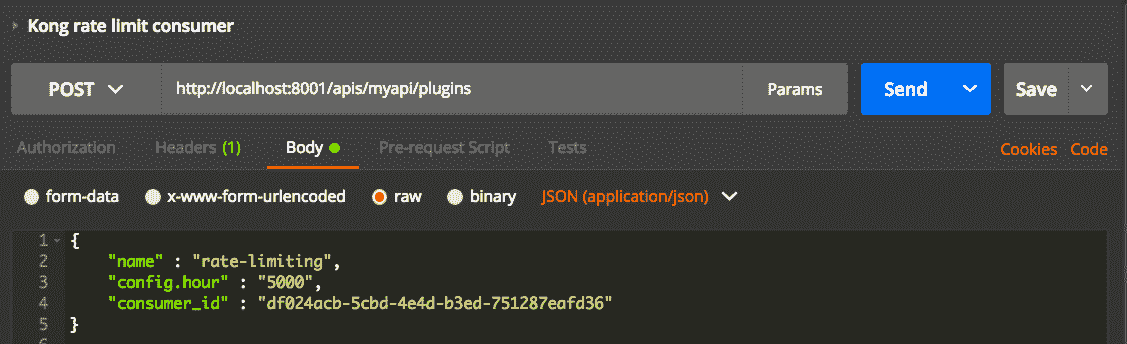 Kong rate limit consumer
POST http://localhost:8001/apis/myapi/plugins Params Send Save
Authorization Headers (1) Body Pre-request Script Tests Cookies Code
form-data x-www-form-urlencoded raw binary JSON (application/json)
1 {
2 "name" : "rate-limiting",
3 "config.hour" : "5000",
4 "consumer_id" : "df024acb-5cbd-4e4d-b3ed-751287eafd36"
5 }
6